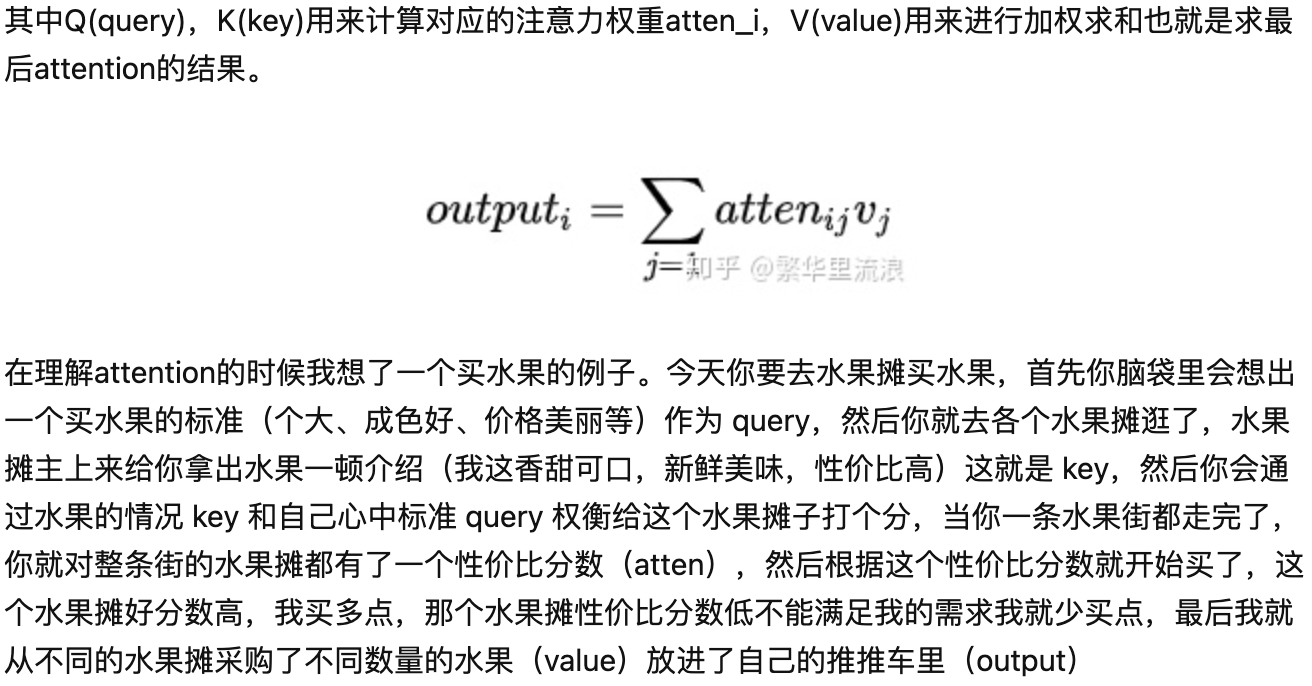 其中Q(query)，K(key)用来计算对应的注意力权重atten_i，V(value)用来进行加权求和也就是求最
后attention的结果。
output_i = ∑ atten_{ij}v_j
j=
知乎 @繁华里流浪
在理解attention的时候我想了一个买水果的例子。今天你要去水果摊买水果，首先你脑袋里会想出
一个买水果的标准（个大、成色好、价格美丽等）作为 query，然后你就去各个水果摊逛了，水果
摊主上来给你拿出水果一顿介绍（我这香甜可口，新鲜美味，性价比高）这就是 key，然后你会通
过水果的情况 key 和自己心中标准 query 权衡给这个水果摊子打个分，当你一条水果街都走完了，
你就对整条街的水果摊都有了一个性价比分数（atten），然后根据这个性价比分数就开始买了，这
个水果摊好分数高，我买多点，那个水果摊性价比分数低不能满足我的需求我就少买点，最后我就
从不同的水果摊采购了不同数量的水果（value）放进了自己的推推车里（output）